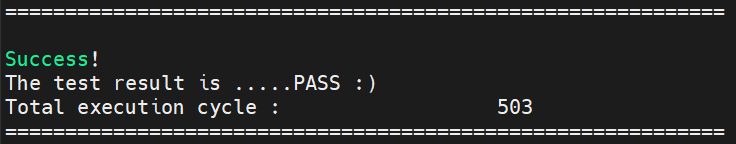 ============================================================
Success!
The test result is .....PASS :)
Total execution cycle :                  503
============================================================